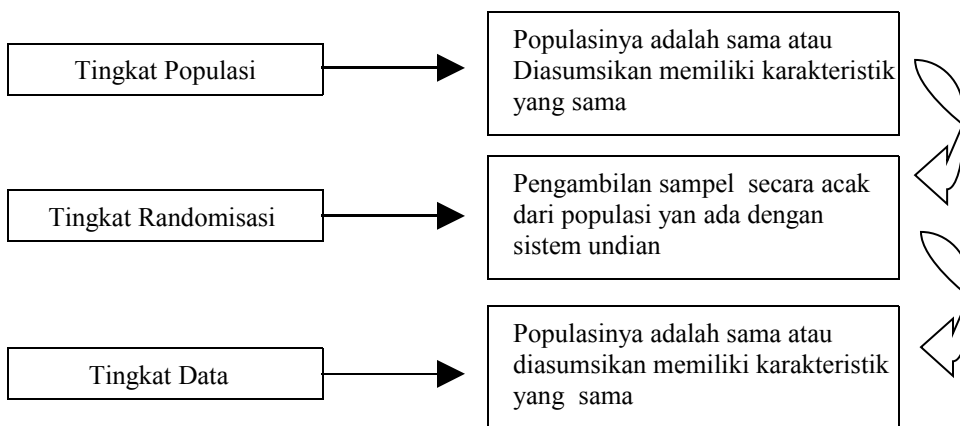 Tingkat Populasi
Populasinya adalah sama atau
Diasumsikan memiliki karakteristik
yang sama
Tingkat Randomisasi
Pengambilan sampel secara acak
dari populasi yan ada dengan
sistem undian
Tingkat Data
Populasinya adalah sama atau
diasumsikan memiliki karakteristik
yang sama